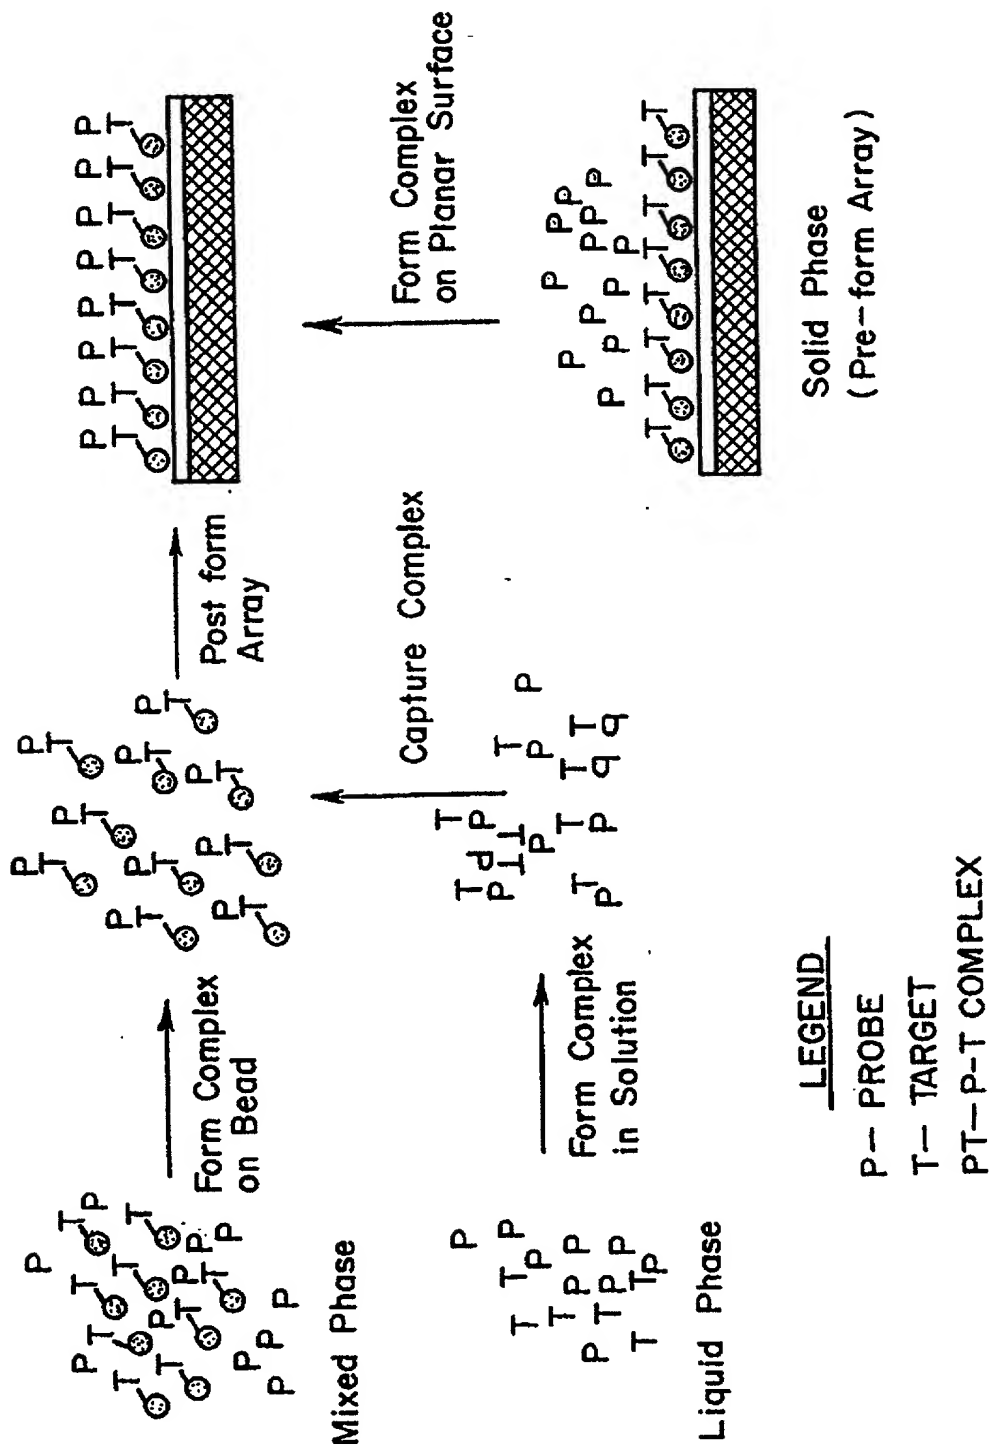 Mixed Phase
Form Complex
on Bead
Post form
Array
Liquid Phase
Form Complex
in Solution
Capture Complex
Form Complex
on Planar Surface
Solid Phase
(Pre-form Array)
LEGEND
P — PROBE
T — TARGET
PT — P-T COMPLEX